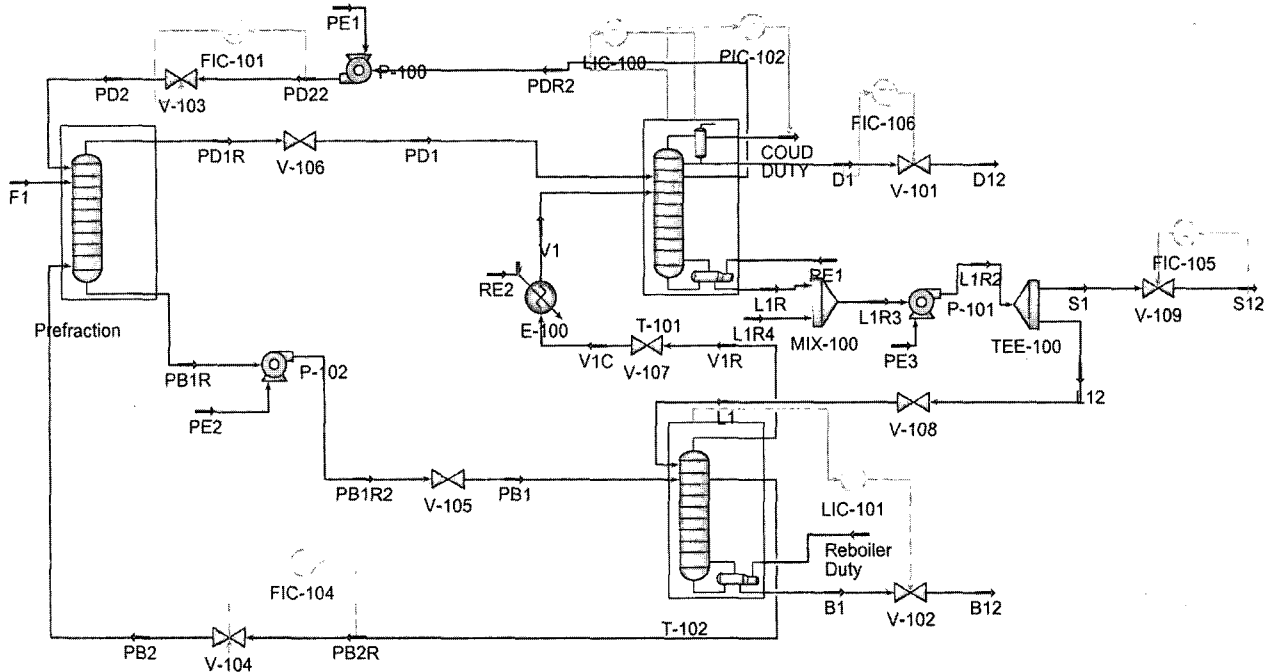 PE1
FIC-101
LIC-100
PIC-102
P-100
PD2
V-103
PD22
PDR2
FIC-106
PD1R
V-106
PD1
COUD
DUTY
D1
V-101
D12
F1
V1
RE2
E-100
RE1
L1R
L1R4
MIX-100
L1R3
P-101
L1R2
PE3
TEE-100
S1
FIC-105
V-109
S12
Prefraction
T-101
V1C
V-107
V1R
PB1R
P-102
PE2
L1
V-108
L12
PB1R2
V-105
PB1
LIC-101
Reboiler
Duty
FIC-104
B1
V-102
B12
T-102
PB2
V-104
PB2R